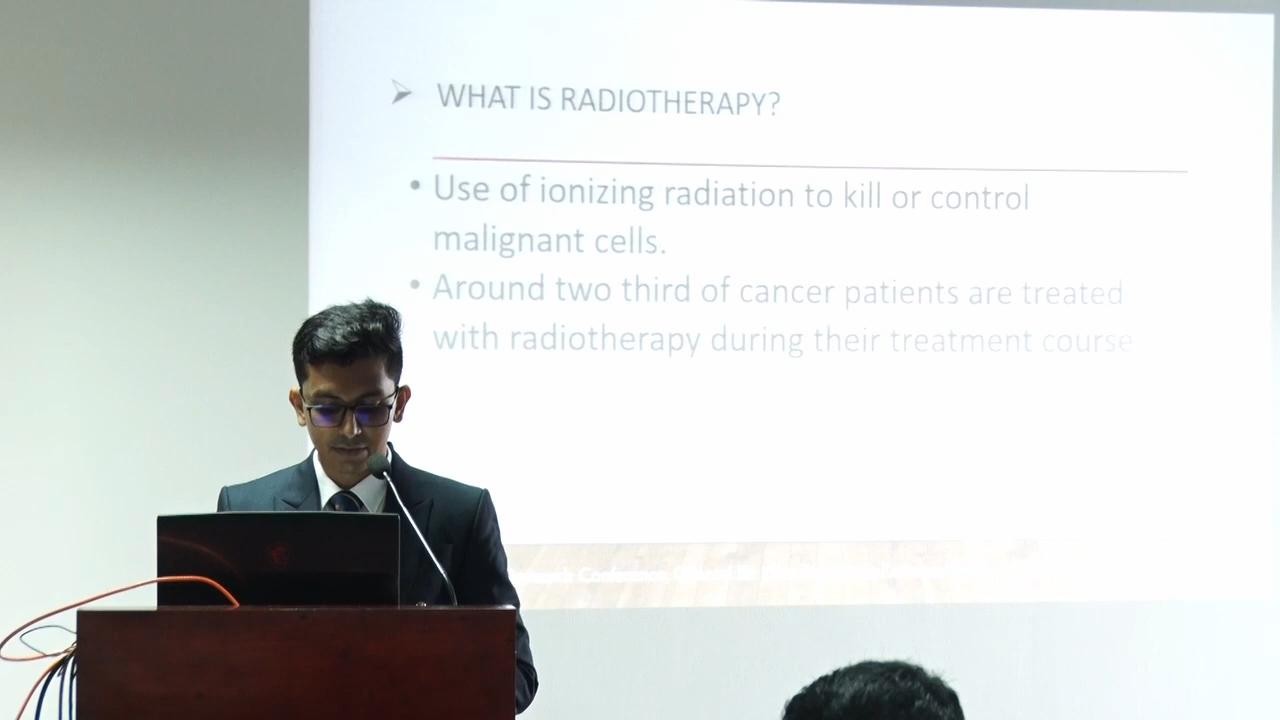 WHAT IS RADIOTHERAPY?
• Use of ionizing radiation to kill or control
malignant cells.
• Around two third of cancer patients are treated
with radiotherapy during their treatment course
Conference